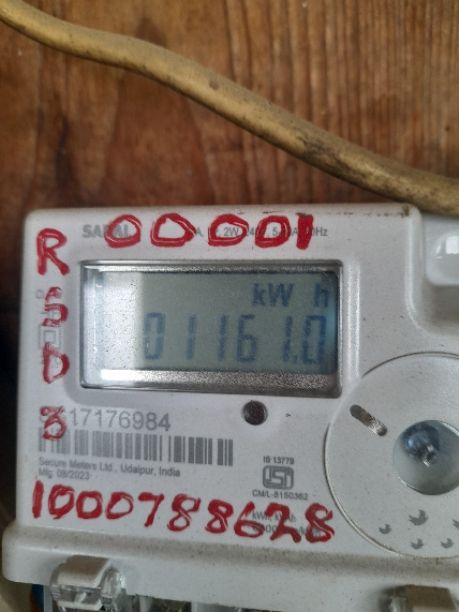 00001
kW h
01161.0
R
S
D
3
17176984
Secure Meters Ltd., Udaipur, India
Mfg. 08/2023
IS 13779
CM/L-8150362
1000788628